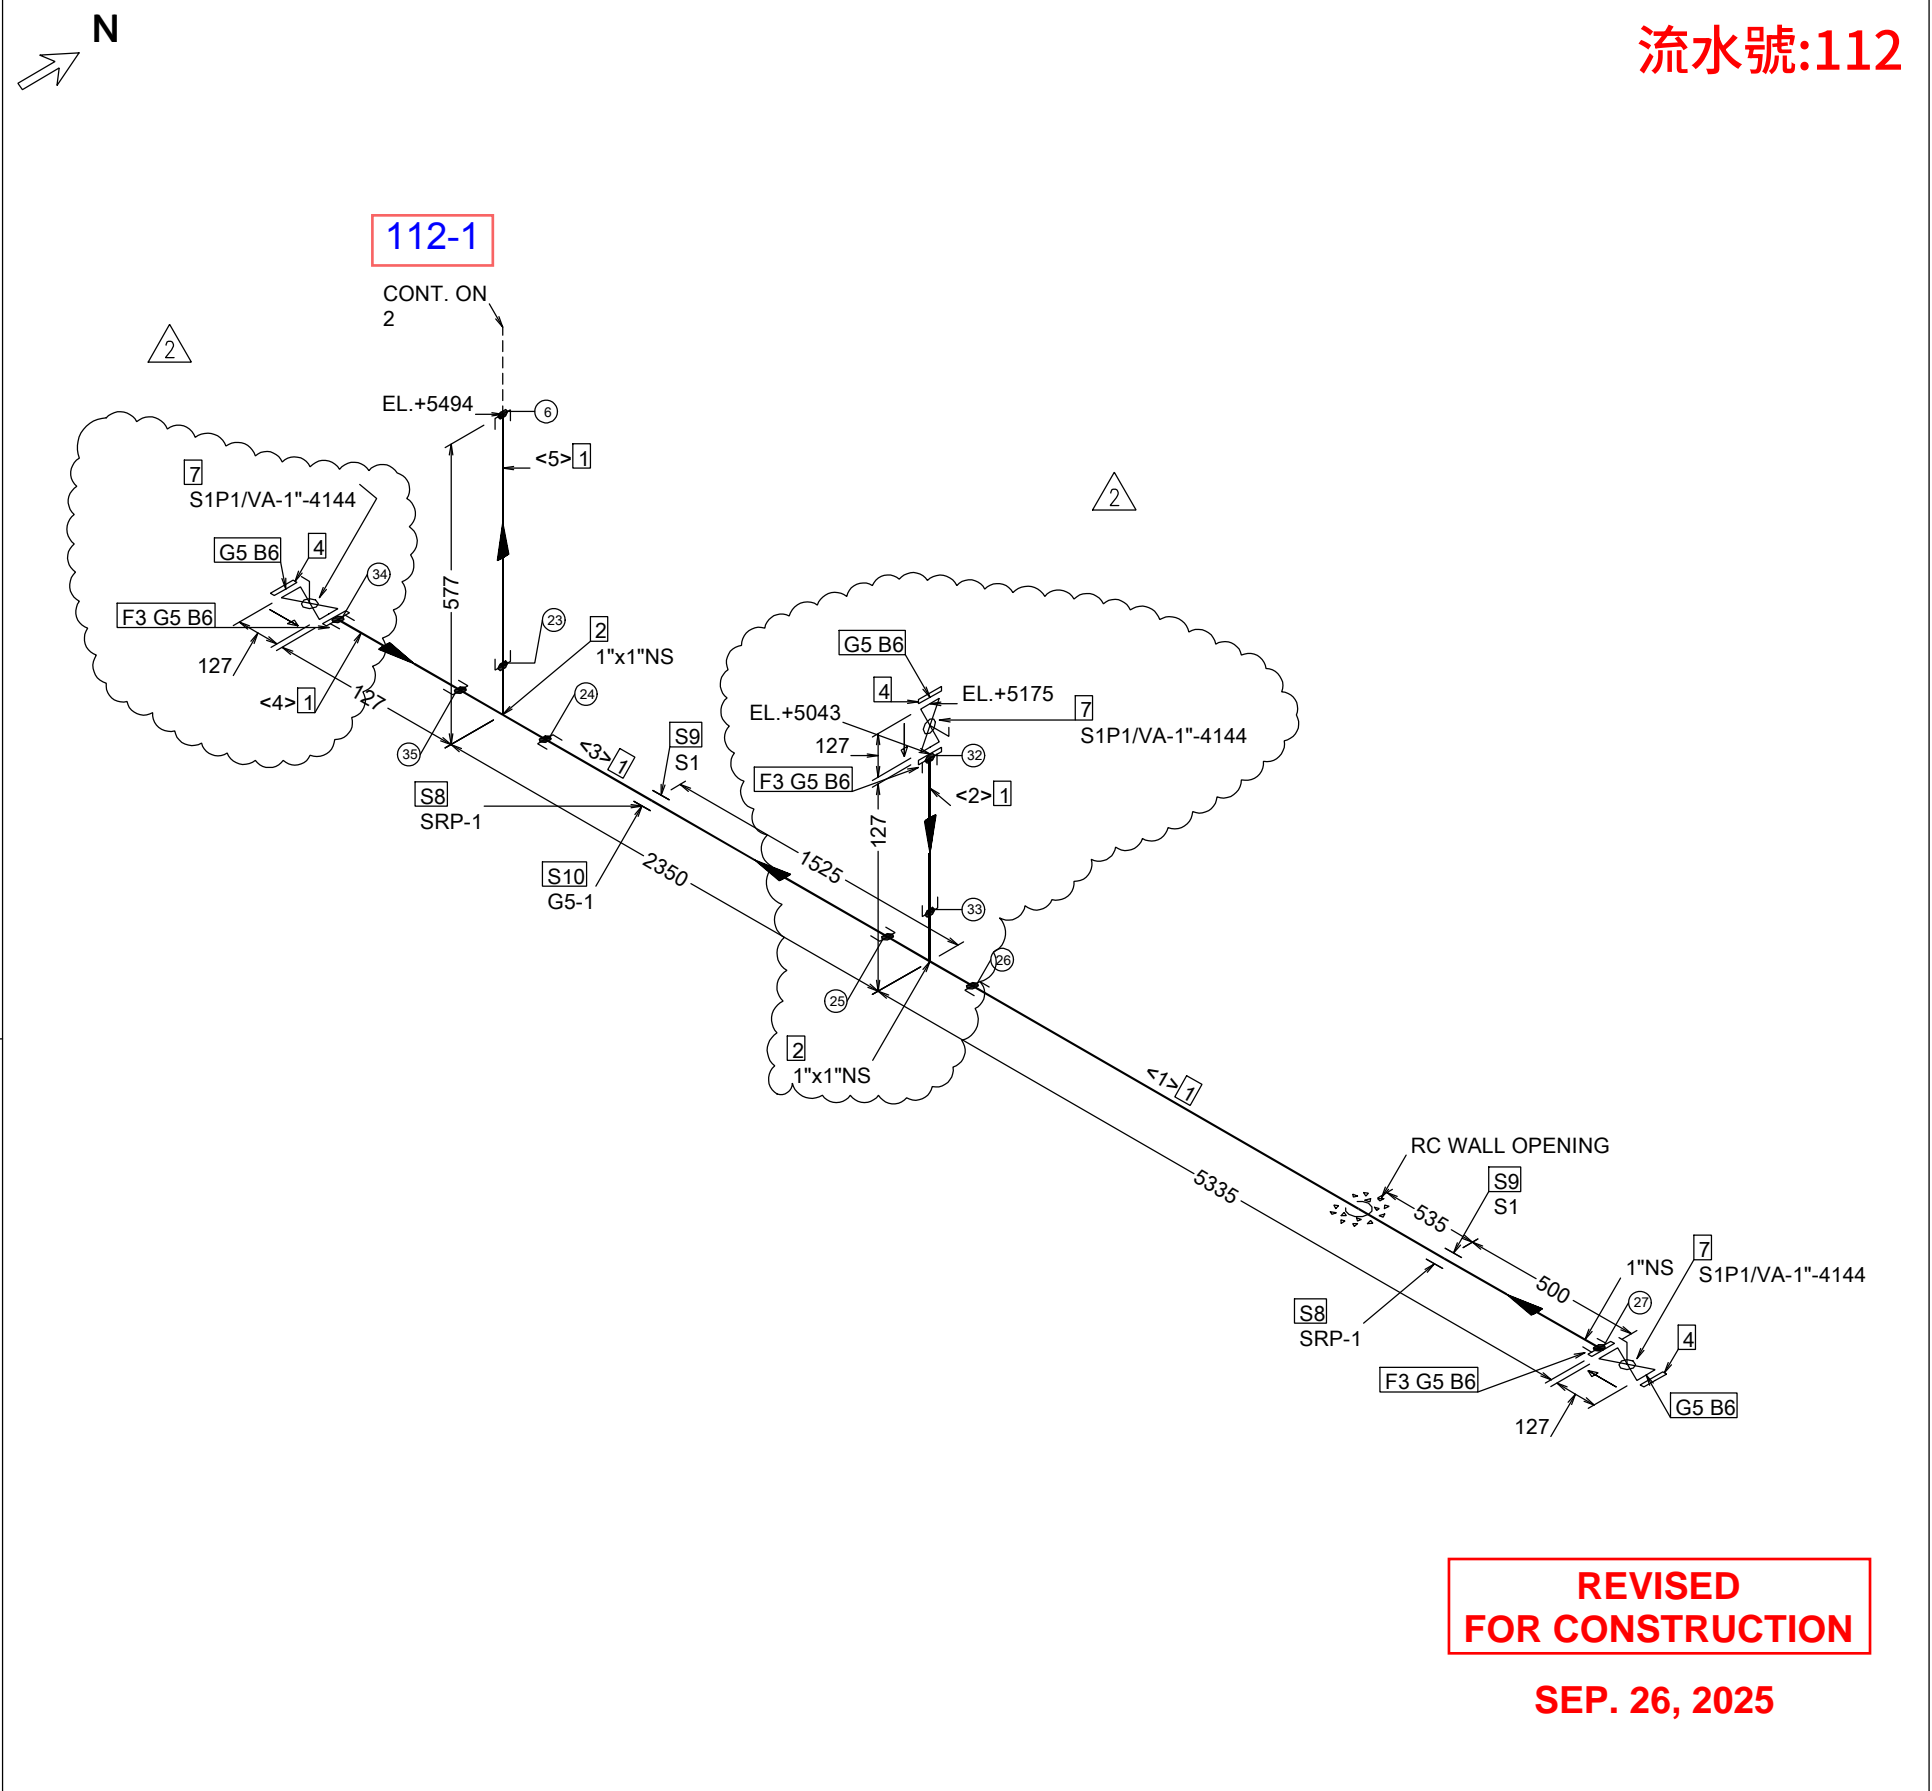 N
流水號:112
112-1
CONT. ON
2
2
EL.+5494
6
<5> 1
7
S1P1/VA-1"-4144
2
G5 B6
4
34
577
F3 G5 B6
23
2
1"x1"NS
127
<4> 1
127
24
35
<3> 1
S9
S1
S8
SRP-1
2350
1525
S10
G5-1
G5 B6
4
EL.+5175
7
EL.+5043
S1P1/VA-1"-4144
127
32
F3 G5 B6
<2> 1
127
33
26
25
2
1"x1"NS
<1> 1
5335
RC WALL OPENING
S9
S1
535
7
S1P1/VA-1"-4144
1"NS
500
27
S8
SRP-1
4
F3 G5 B6
G5 B6
127
REVISED
FOR CONSTRUCTION
SEP. 26, 2025